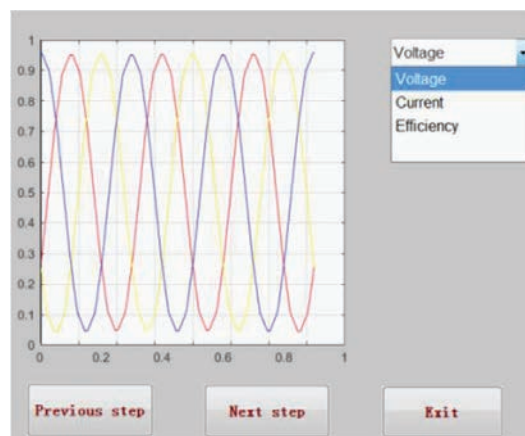 1
0.9
0.8
0.7
0.6
0.5
0.4
0.3
0.2
0.1
0
0 0.2 0.4 0.6 0.8 1
Voltage
Voltage
Current
Efficiency
Previous step
Next step
Exit